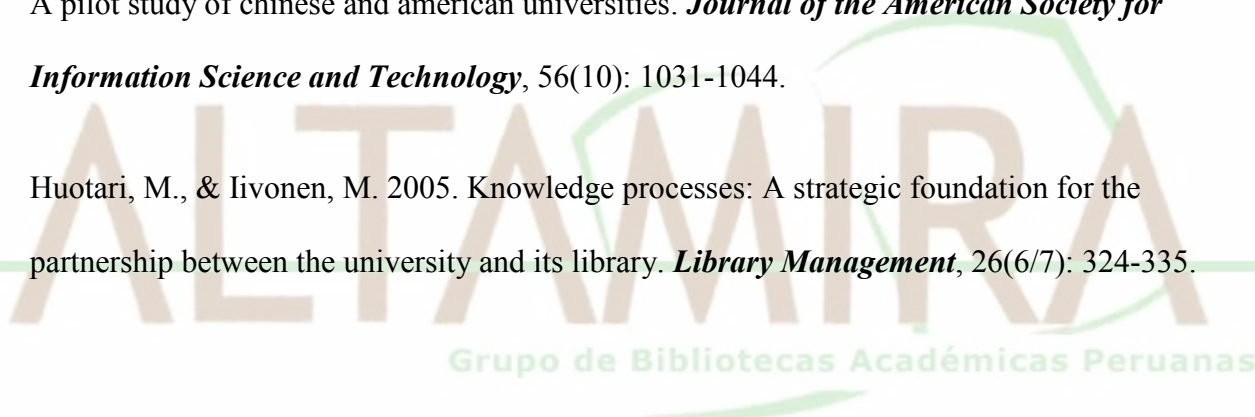 A pilot study of chinese and american universities. Journal of the American Society for
Information Science and Technology, 56(10): 1031-1044.
Huotari, M., & Iivonen, M. 2005. Knowledge processes: A strategic foundation for the
partnership between the university and its library. Library Management, 26(6/7): 324-335.
ALTAMIRA
Grupo de Bibliotecas Académicas Peruanas